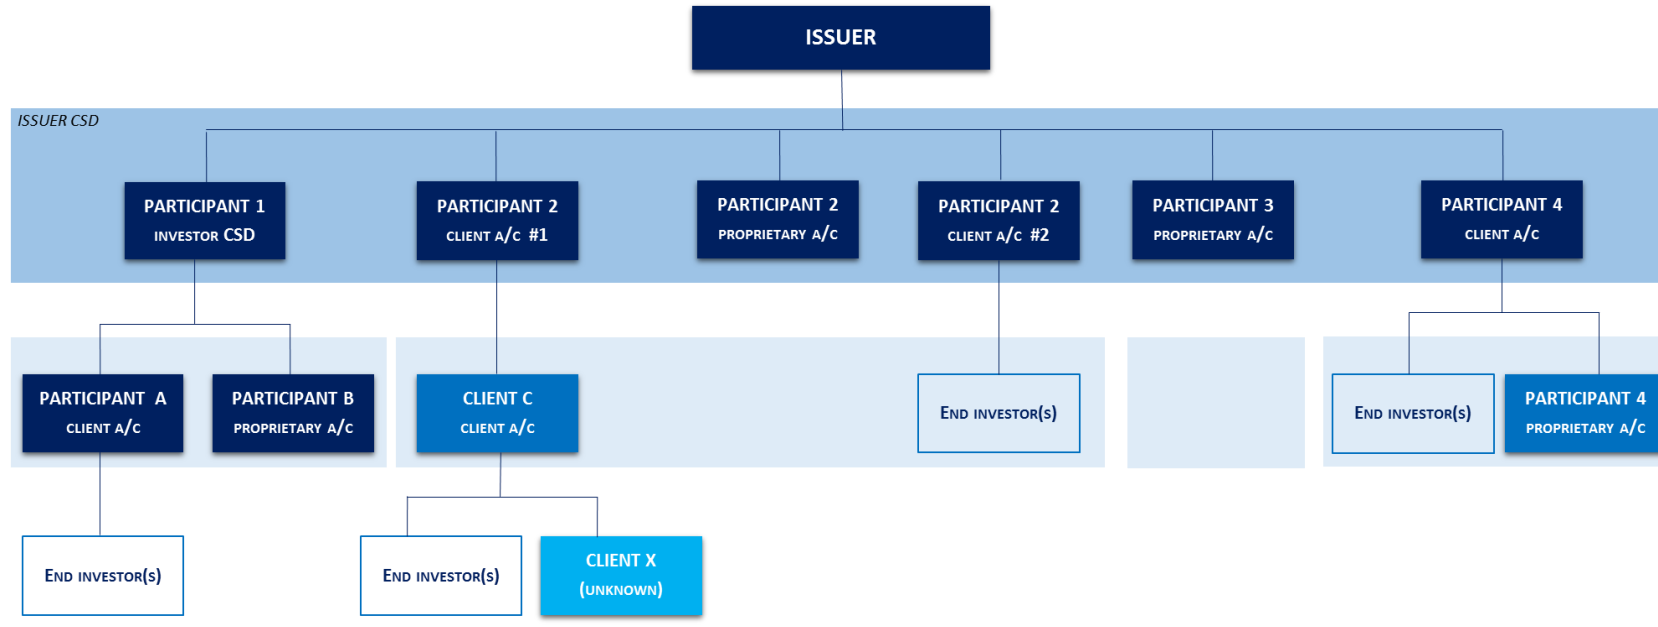 ISSUER
ISSUER CSD
PARTICIPANT 1
INVESTOR CSD
PARTICIPANT 2
CLIENT A/C #1
PARTICIPANT 2
PROPRIETARY A/C
PARTICIPANT 2
CLIENT A/C #2
PARTICIPANT 3
PROPRIETARY A/C
PARTICIPANT 4
CLIENT A/C
PARTICIPANT A
CLIENT A/C
PARTICIPANT B
PROPRIETARY A/C
CLIENT C
CLIENT A/C
END INVESTOR(S)
END INVESTOR(S)
PARTICIPANT 4
PROPRIETARY A/C
END INVESTOR(S)
END INVESTOR(S)
CLIENT X
(UNKNOWN)